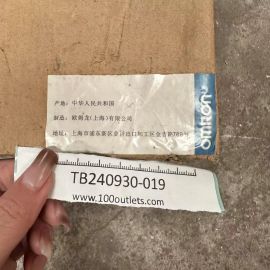 产地: 中华人民共和国
制造: 欧姆龙(上海)有限公司
地址: 上海市浦东新区金桥出口加工区金吉路789号
OMRON
TB240930-019
www.100outlets.com